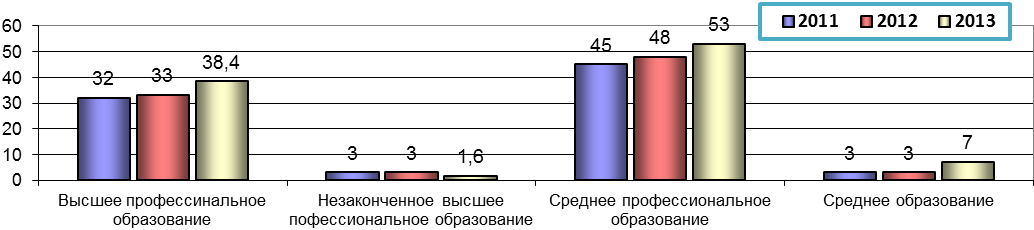 2011 2012 2013
60
50
40
30
20
10
0
32 33 38,4
3 3 1,6
45 48 53
3 3 7
Высшее профессинальное
образование
Незаконченное высшее
пофессиональное образование
Среднее профессиональное
образование
Среднее образование